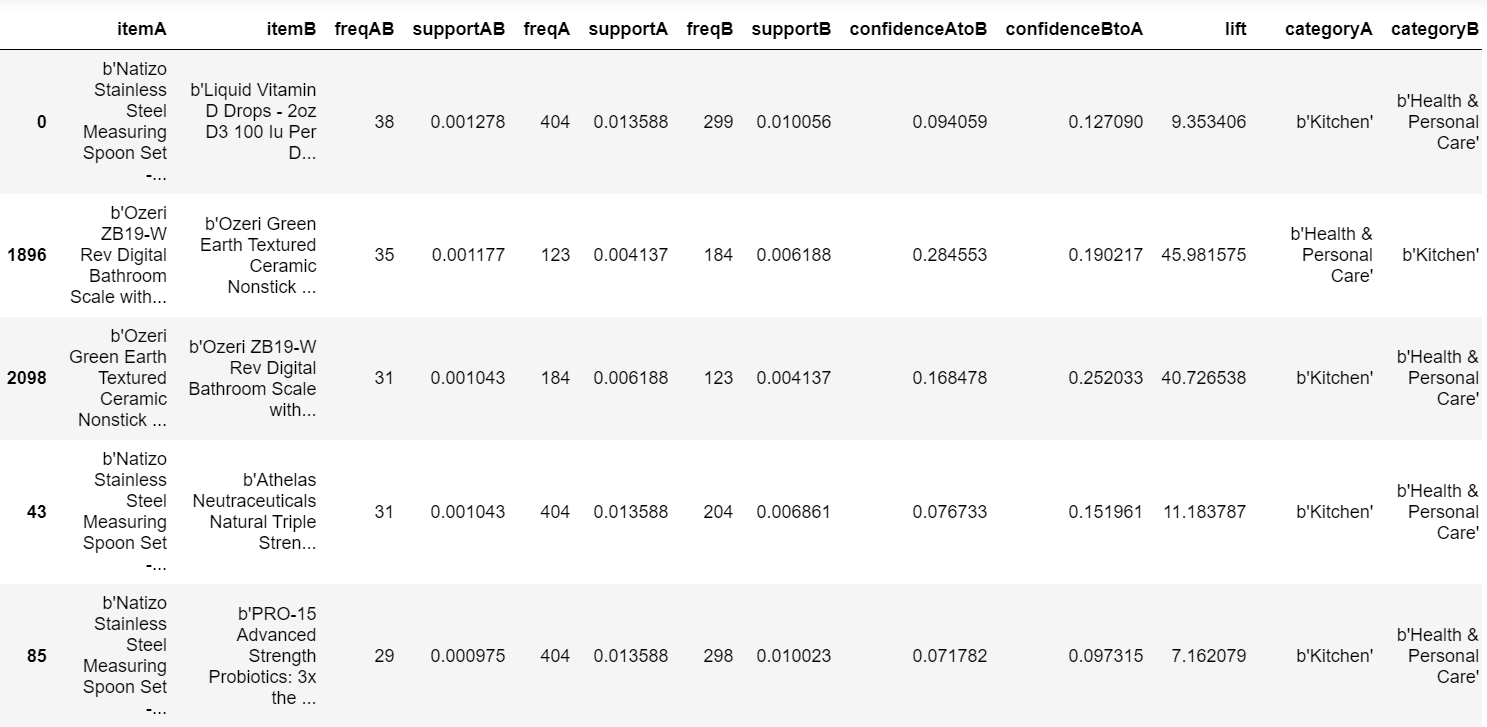 itemA itemB freqAB supportAB freqA supportA freqB supportB confidenceAtoB confidenceBtoA lift categoryA categoryB
0 b'Natizo Stainless Steel Measuring Spoon Set -... b'Liquid Vitamin D Drops - 2oz D3 100 Iu Per D... 38 0.001278 404 0.013588 299 0.010056 0.094059 0.127090 9.353406 b'Kitchen' b'Health & Personal Care'
1896 b'Ozeri ZB19-W Rev Digital Bathroom Scale with... b'Ozeri Green Earth Textured Ceramic Nonstick ... 35 0.001177 123 0.004137 184 0.006188 0.284553 0.190217 45.981575 b'Health & Personal Care' b'Kitchen'
2098 b'Ozeri Green Earth Textured Ceramic Nonstick ... b'Ozeri ZB19-W Rev Digital Bathroom Scale with... 31 0.001043 184 0.006188 123 0.004137 0.168478 0.252033 40.726538 b'Kitchen' b'Health & Personal Care'
43 b'Natizo Stainless Steel Measuring Spoon Set -... b'Athelas Neutraceuticals Natural Triple Stren... 31 0.001043 404 0.013588 204 0.006861 0.076733 0.151961 11.183787 b'Kitchen' b'Health & Personal Care'
85 b'Natizo Stainless Steel Measuring Spoon Set -... b'PRO-15 Advanced Strength Probiotics: 3x the ... 29 0.000975 404 0.013588 298 0.010023 0.071782 0.097315 7.162079 b'Kitchen' b'Health & Personal Care'